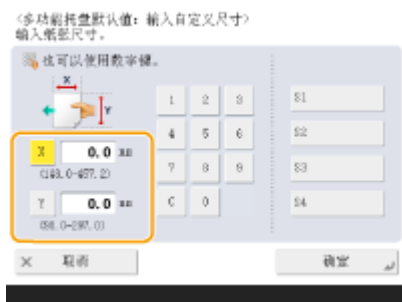 <多功能托盘默认值：输入自定义尺寸>
输入纸张尺寸。
也可以使用数字键。
X
Y
1 2 3 S1
4 5 6 S2
X 0.0 mm
(148.0-457.2)
7 8 9 S3
Y 0.0 mm C 0 S4
(98.0-297.0)
× 取消 确定